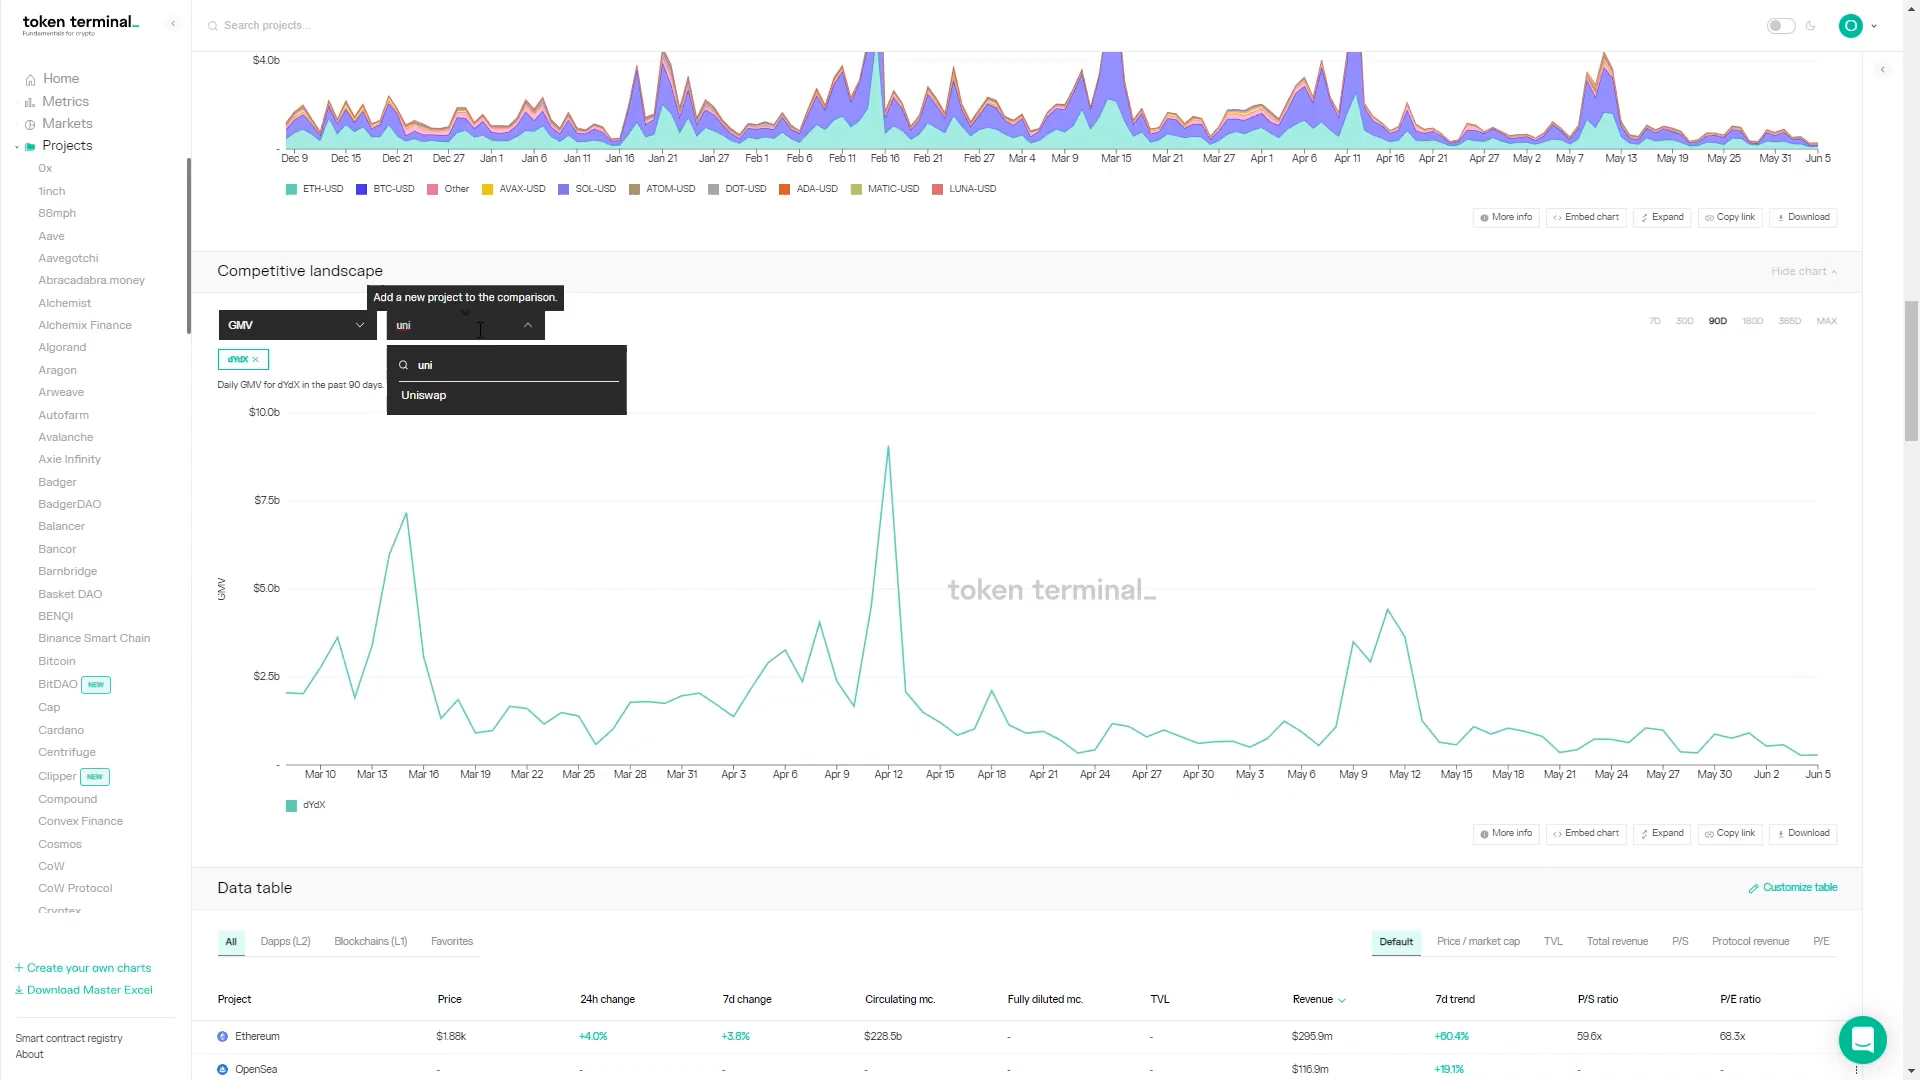 token terminal_
Fundamentals for crypto
Search projects...
O
Home
Metrics
Markets
Projects
0x
1inch
88mph
Aave
Aavegotchi
Abracadabra.money
Alchemist
Alchemix Finance
Algorand
Aragon
Arweave
Autofarm
Avalanche
Axie Infinity
Badger
BadgerDAO
Balancer
Bancor
Barnbridge
Basket DAO
BENQI
Binance Smart Chain
Bitcoin
BitDAO NEW
Cap
Cardano
Centrifuge
Clipper NEW
Compound
Convex Finance
Cosmos
CoW
CoW Protocol
Cryptex
+ Create your own charts
Download Master Excel
Smart contract registry
About
$4.0b
-
Dec 9 Dec 15 Dec 21 Dec 27 Jan 1 Jan 6 Jan 11 Jan 16 Jan 21 Jan 27 Feb 1 Feb 6 Feb 11 Feb 16 Feb 21 Feb 27 Mar 4 Mar 9 Mar 15 Mar 21 Mar 27 Apr 1 Apr 6 Apr 11 Apr 16 Apr 21 Apr 27 May 2 May 7 May 13 May 19 May 25 May 31 Jun 5
ETH-USD BTC-USD Other AVAX-USD SOL-USD ATOM-USD DOT-USD ADA-USD MATIC-USD LUNA-USD
More info Embed chart Expand Copy link Download
Competitive landscape Hide chart
Add a new project to the comparison.
GMV uni
7D 30D 90D 180D 365D MAX
dYdX ×
uni
Daily GMV for dYdX in the past 90 days.
Uniswap
$10.0b
$7.5b
$5.0b
$2.5b
-
GMV
token terminal_
Mar 10 Mar 13 Mar 16 Mar 19 Mar 22 Mar 25 Mar 28 Mar 31 Apr 3 Apr 6 Apr 9 Apr 12 Apr 15 Apr 18 Apr 21 Apr 24 Apr 27 Apr 30 May 3 May 6 May 9 May 12 May 15 May 18 May 21 May 24 May 27 May 30 Jun 2 Jun 5
dYdX
More info Embed chart Expand Copy link Download
Data table Customize table
All Dapps (L2) Blockchains (L1) Favorites
Default Price / market cap TVL Total revenue P/S Protocol revenue P/E
Project Price 24h change 7d change Circulating mc. Fully diluted mc. TVL Revenue 7d trend P/S ratio P/E ratio
Ethereum $1.88k +4.0% +3.8% $228.5b - - $295.9m +60.4% 59.6x 68.3x
OpenSea - - - - - - $116.9m +19.1% - -